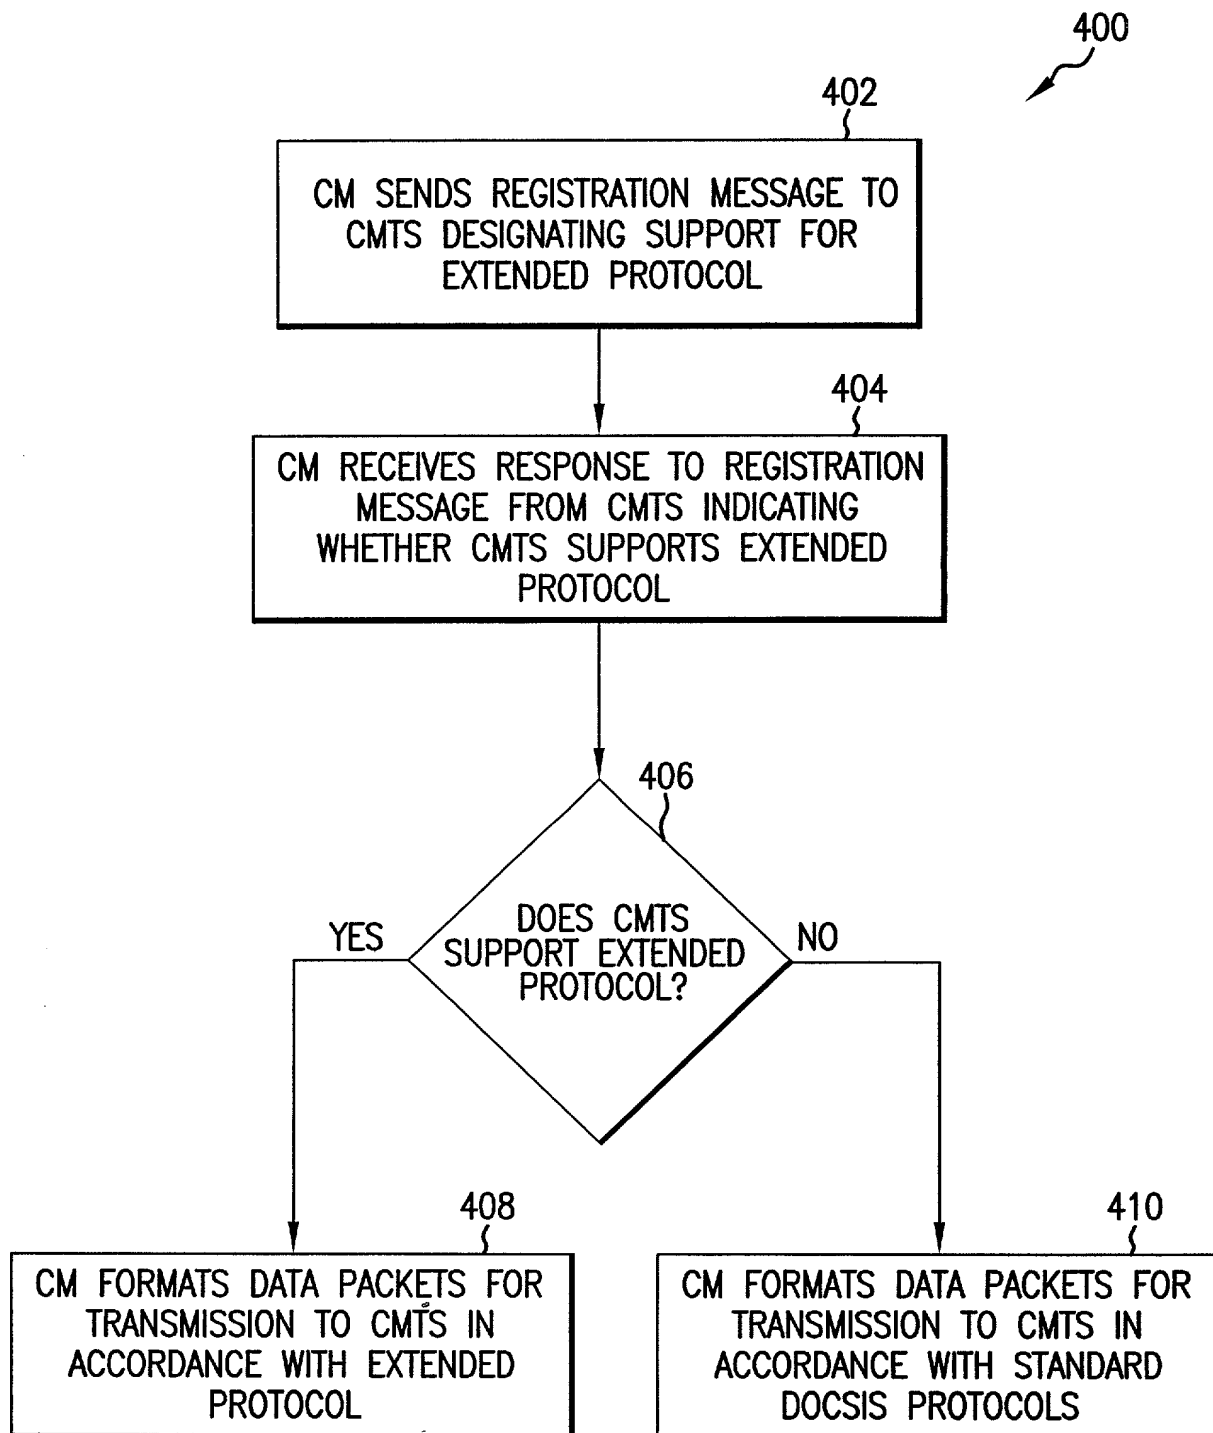 400
402
CM SENDS REGISTRATION MESSAGE TO
CMTS DESIGNATING SUPPORT FOR
EXTENDED PROTOCOL
404
CM RECEIVES RESPONSE TO REGISTRATION
MESSAGE FROM CMTS INDICATING
WHETHER CMTS SUPPORTS EXTENDED
PROTOCOL
406
DOES CMTS
SUPPORT EXTENDED
PROTOCOL?
YES
NO
408
CM FORMATS DATA PACKETS FOR
TRANSMISSION TO CMTS IN
ACCORDANCE WITH EXTENDED
PROTOCOL
410
CM FORMATS DATA PACKETS FOR
TRANSMISSION TO CMTS IN
ACCORDANCE WITH STANDARD
DOCSIS PROTOCOLS